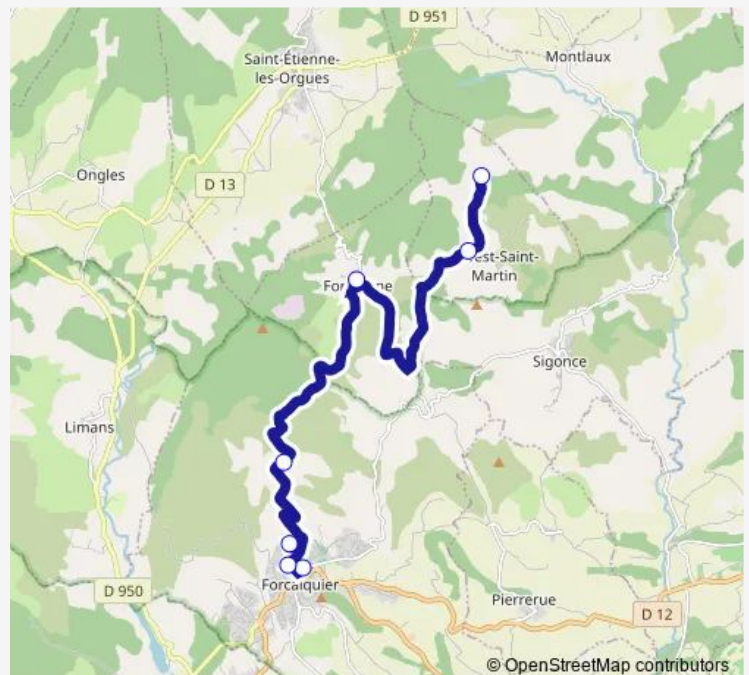 D 951
Saint-Étienne-
les-Orgues
Montlaux
Ongles
D 13
est-Saint-
Martin
Sigonce
Limans
Forcalquier
D 950
Pierrerue
D 12
© OpenStreetMap contributors